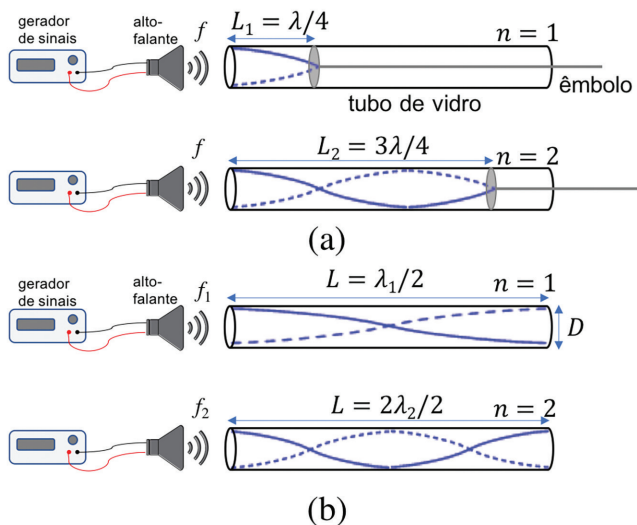 gerador de sinais
alto-falante
f
L₁ = λ/4
n = 1
êmbolo
tubo de vidro
f
L₂ = 3λ/4
n = 2
(a)
gerador de sinais
alto-falante
f₁
L = λ₁/2
n = 1
D
f₂
L = 2λ₂/2
n = 2
(b)